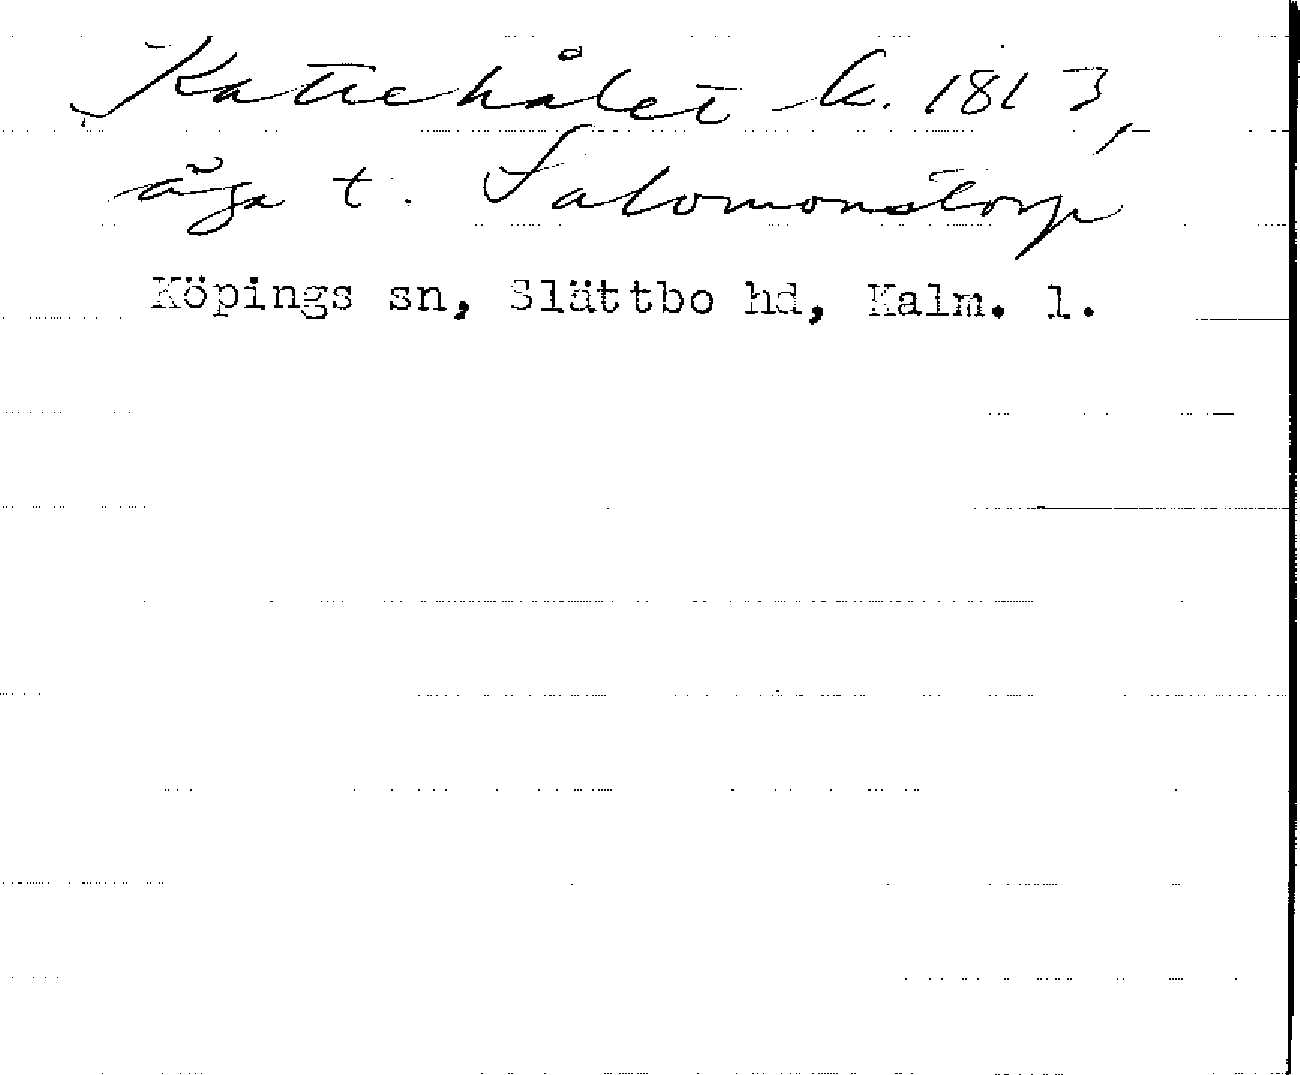 Kattehålet k. 1813,
äga t. Salomonstorp
Köpings sn, Slättbo hd, Kalm. l.